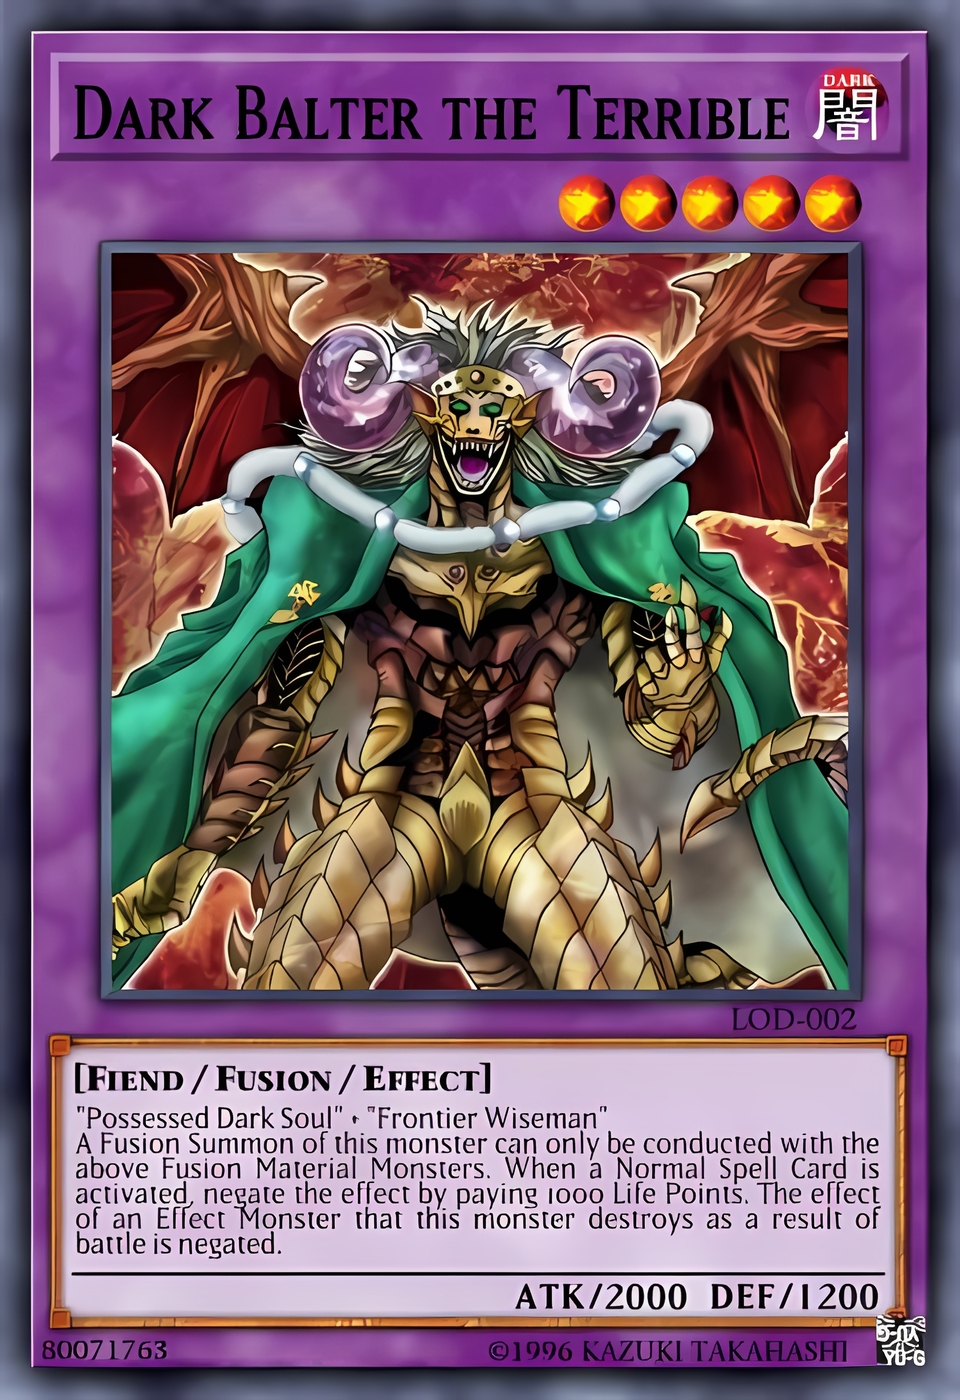 DARK BALTER THE TERRIBLE
DARK
闇
LOD-002
[FIEND / FUSION / EFFECT]
"Possessed Dark Soul" + "Frontier Wiseman"
A Fusion Summon of this monster can only be conducted with the
above Fusion Material Monsters. When a Normal Spell Card is
activated, negate the effect by paying 1000 Life Points. The effect
of an Effect Monster that this monster destroys as a result of
battle is negated.
ATK/2000 DEF/1200
80071763
©1996 KAZUKI TAKAHASHI